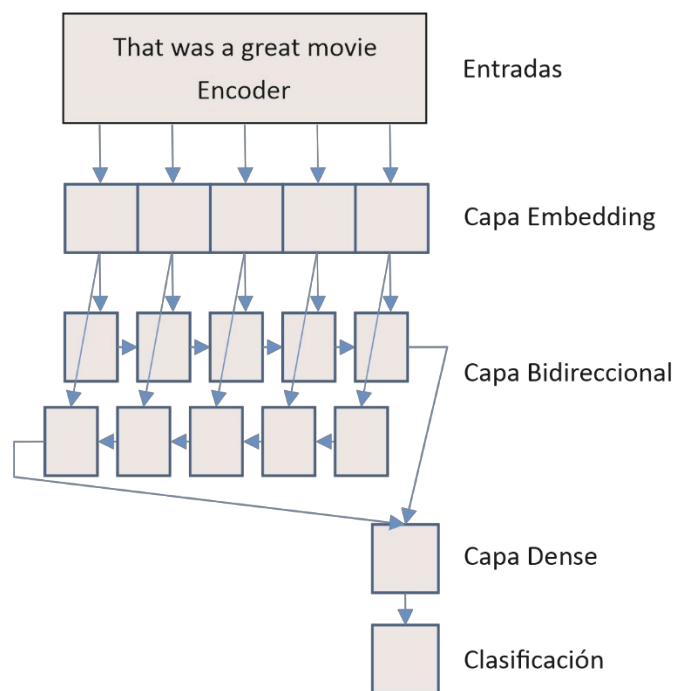 That was a great movie
Encoder
Entradas
Capa Embedding
Capa Bidireccional
Capa Dense
Clasificación